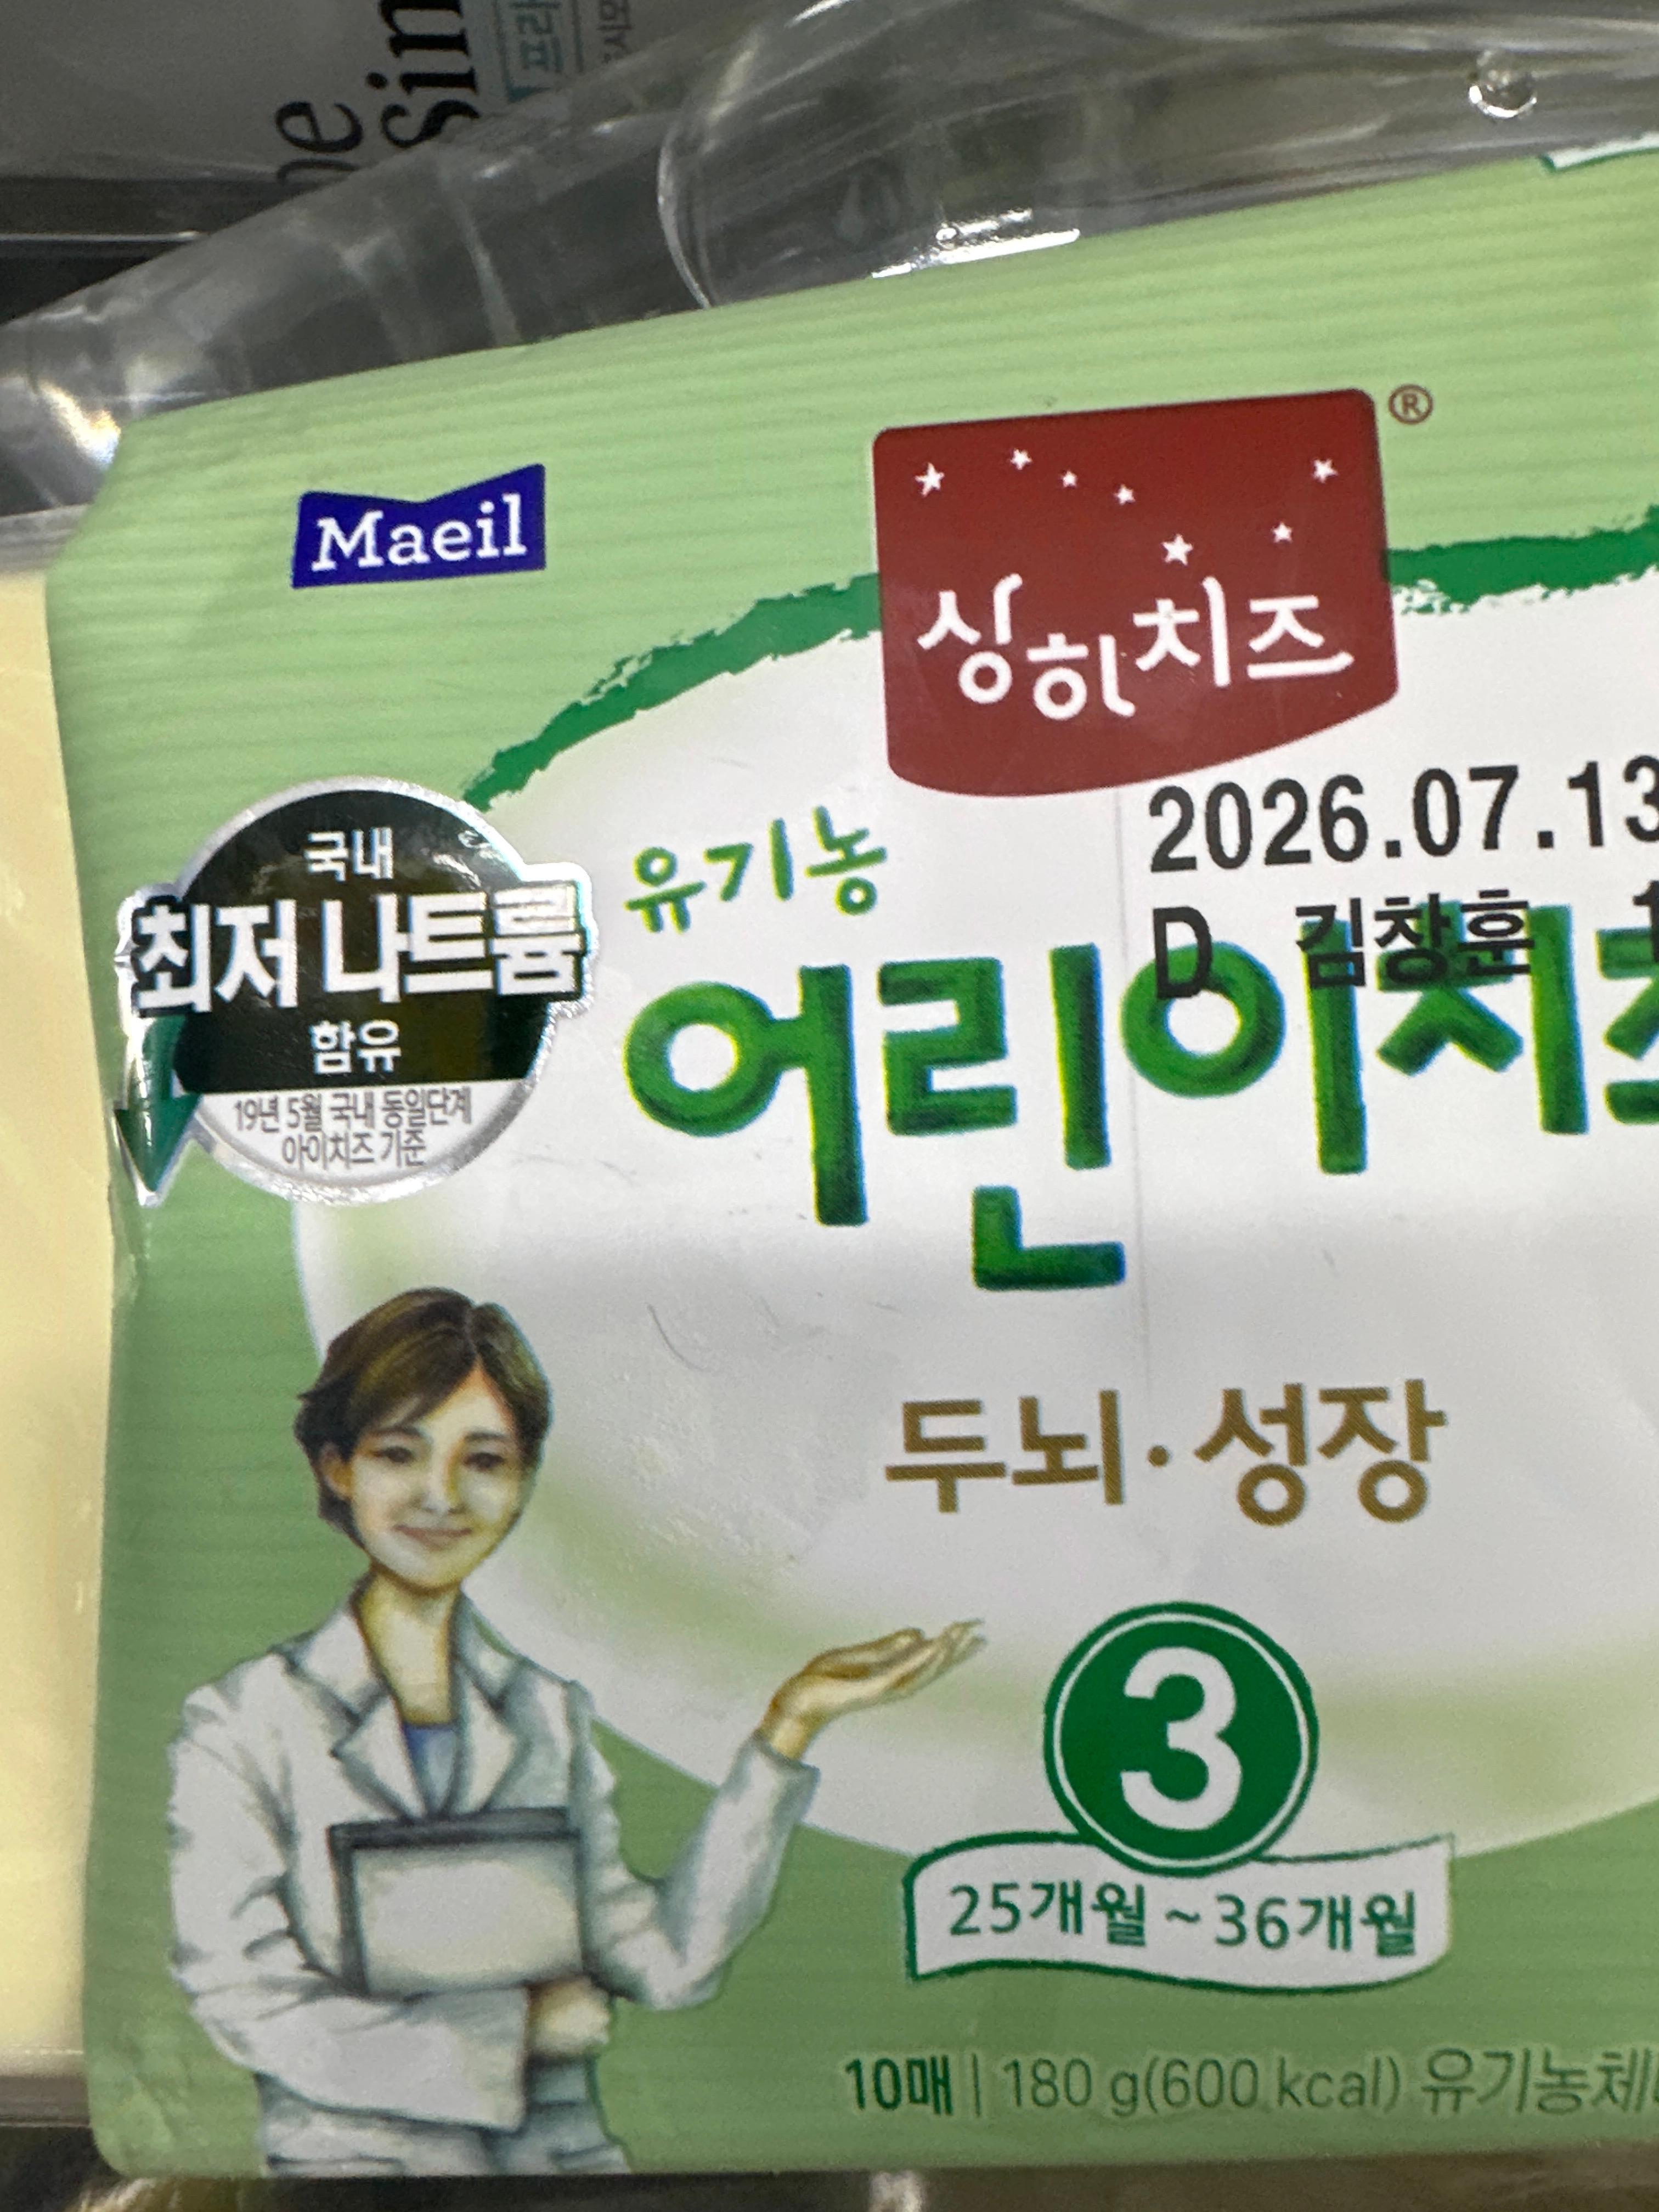 Maeil
상하치즈
®
2026.07.13
D 김창훈
유기농
어린이치즈
국내
최저 나트륨
함유
19년 5월 국내 동일단계
아이치즈 기준
두뇌·성장
3
25개월~36개월
10매 | 180 g(600 kcal)